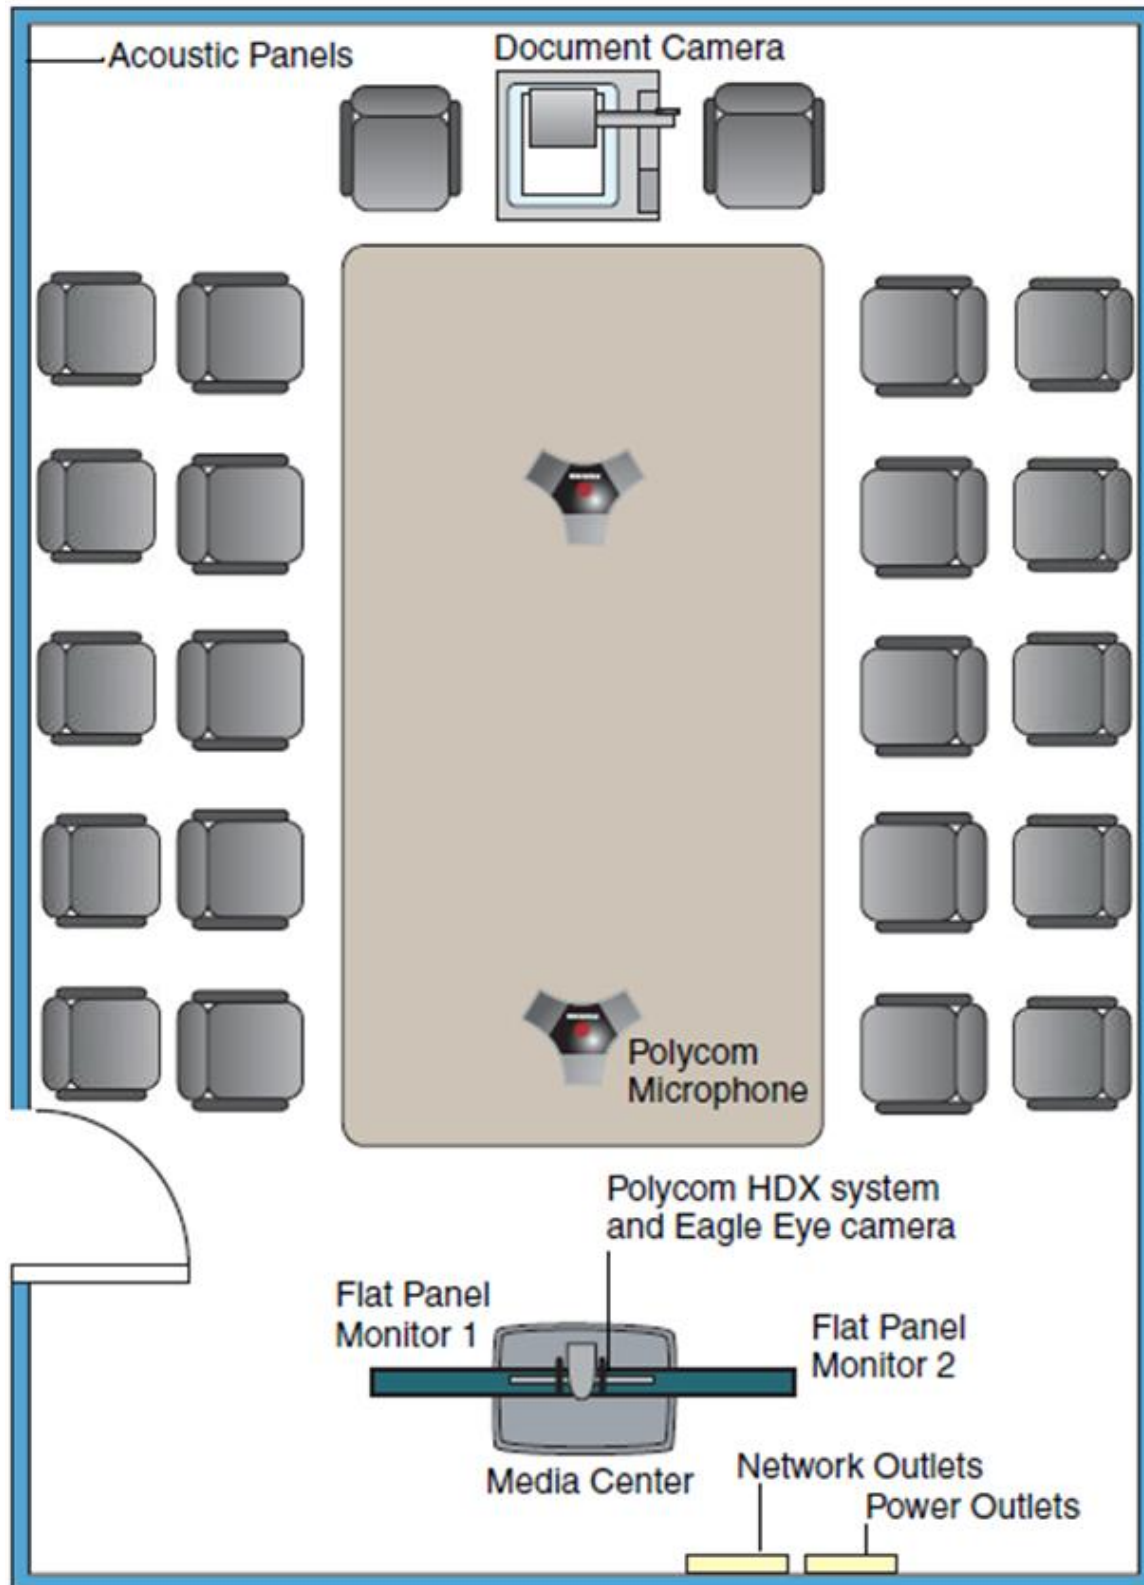 Acoustic Panels
Document Camera
Polycom
Microphone
Polycom HDX system
and Eagle Eye camera
Flat Panel
Monitor 1
Flat Panel
Monitor 2
Media Center
Network Outlets
Power Outlets